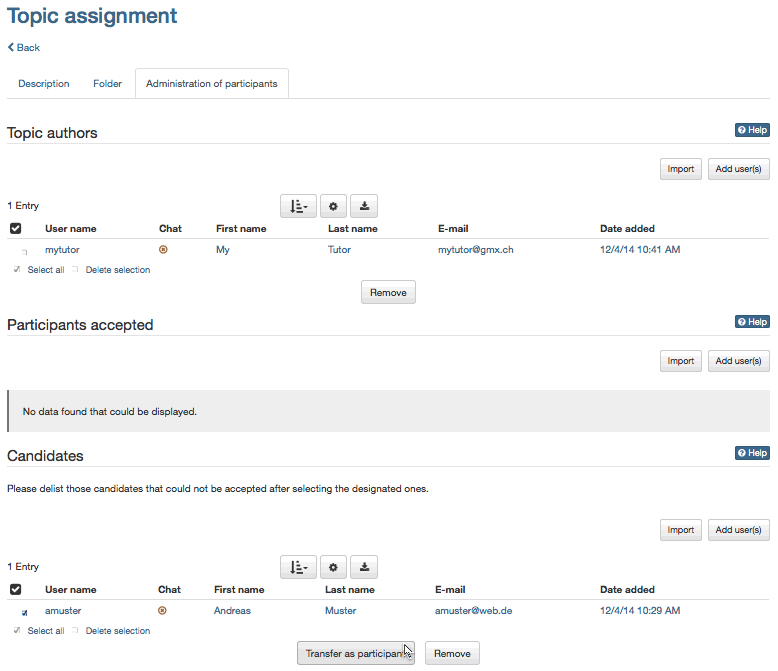 Topic assignment
Back
Description Folder Administration of participants
Topic authors Help
Import Add user(s)
1 Entry
User name Chat First name Last name E-mail Date added
mytutor My Tutor mytutor@gmx.ch 12/4/14 10:41 AM
Select all Delete selection
Remove
Participants accepted Help
Import Add user(s)
No data found that could be displayed.
Candidates Help
Please delist those candidates that could not be accepted after selecting the designated ones.
Import Add user(s)
1 Entry
User name Chat First name Last name E-mail Date added
amuster Andreas Muster amuster@web.de 12/4/14 10:29 AM
Select all Delete selection
Transfer as participants Remove